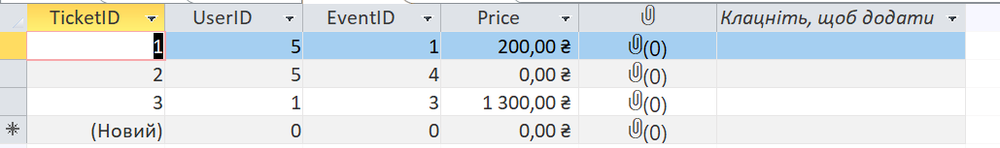 TicketID UserID EventID Price Клацніть, щоб додати
1 5 1 200,00 ₴ (0)
2 5 4 0,00 ₴ (0)
3 1 3 1 300,00 ₴ (0)
(Новий) 0 0 0,00 ₴ (0)